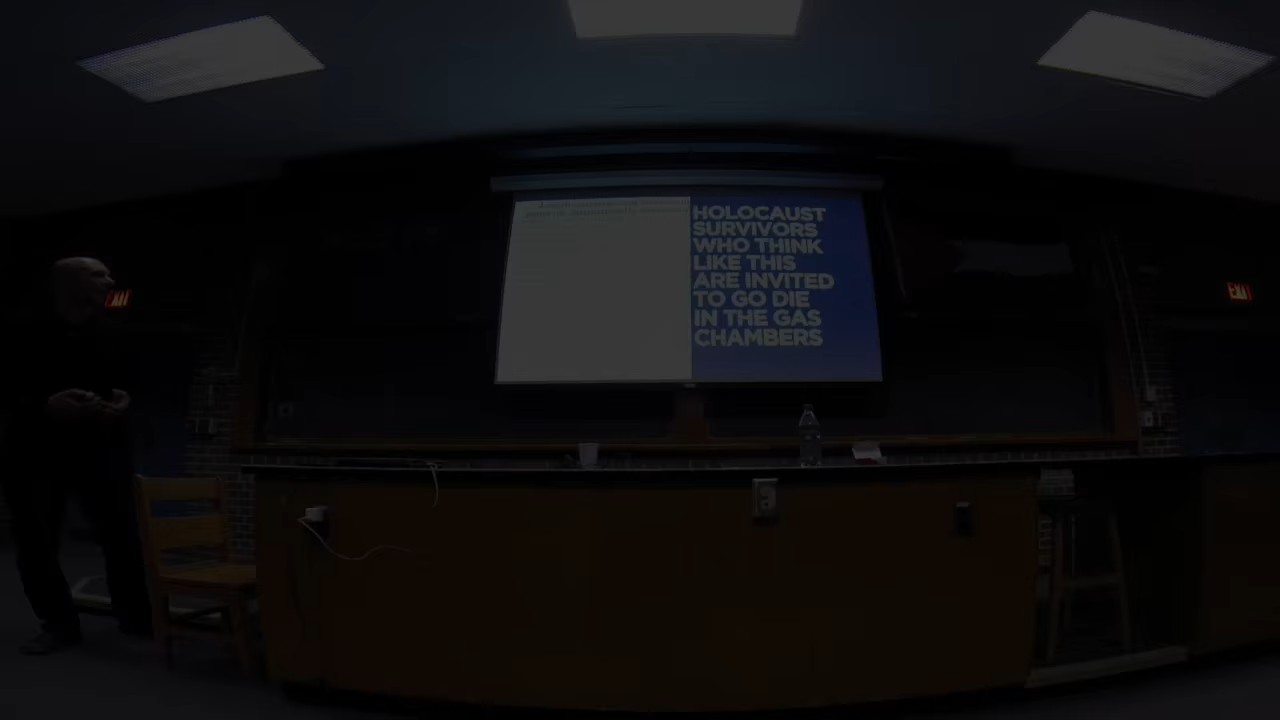 EXIT
HOLOCAUST
SURVIVORS
WHO THINK
LIKE THIS
ARE INVITED
TO GO DIE
IN THE GAS
CHAMBERS
EXIT